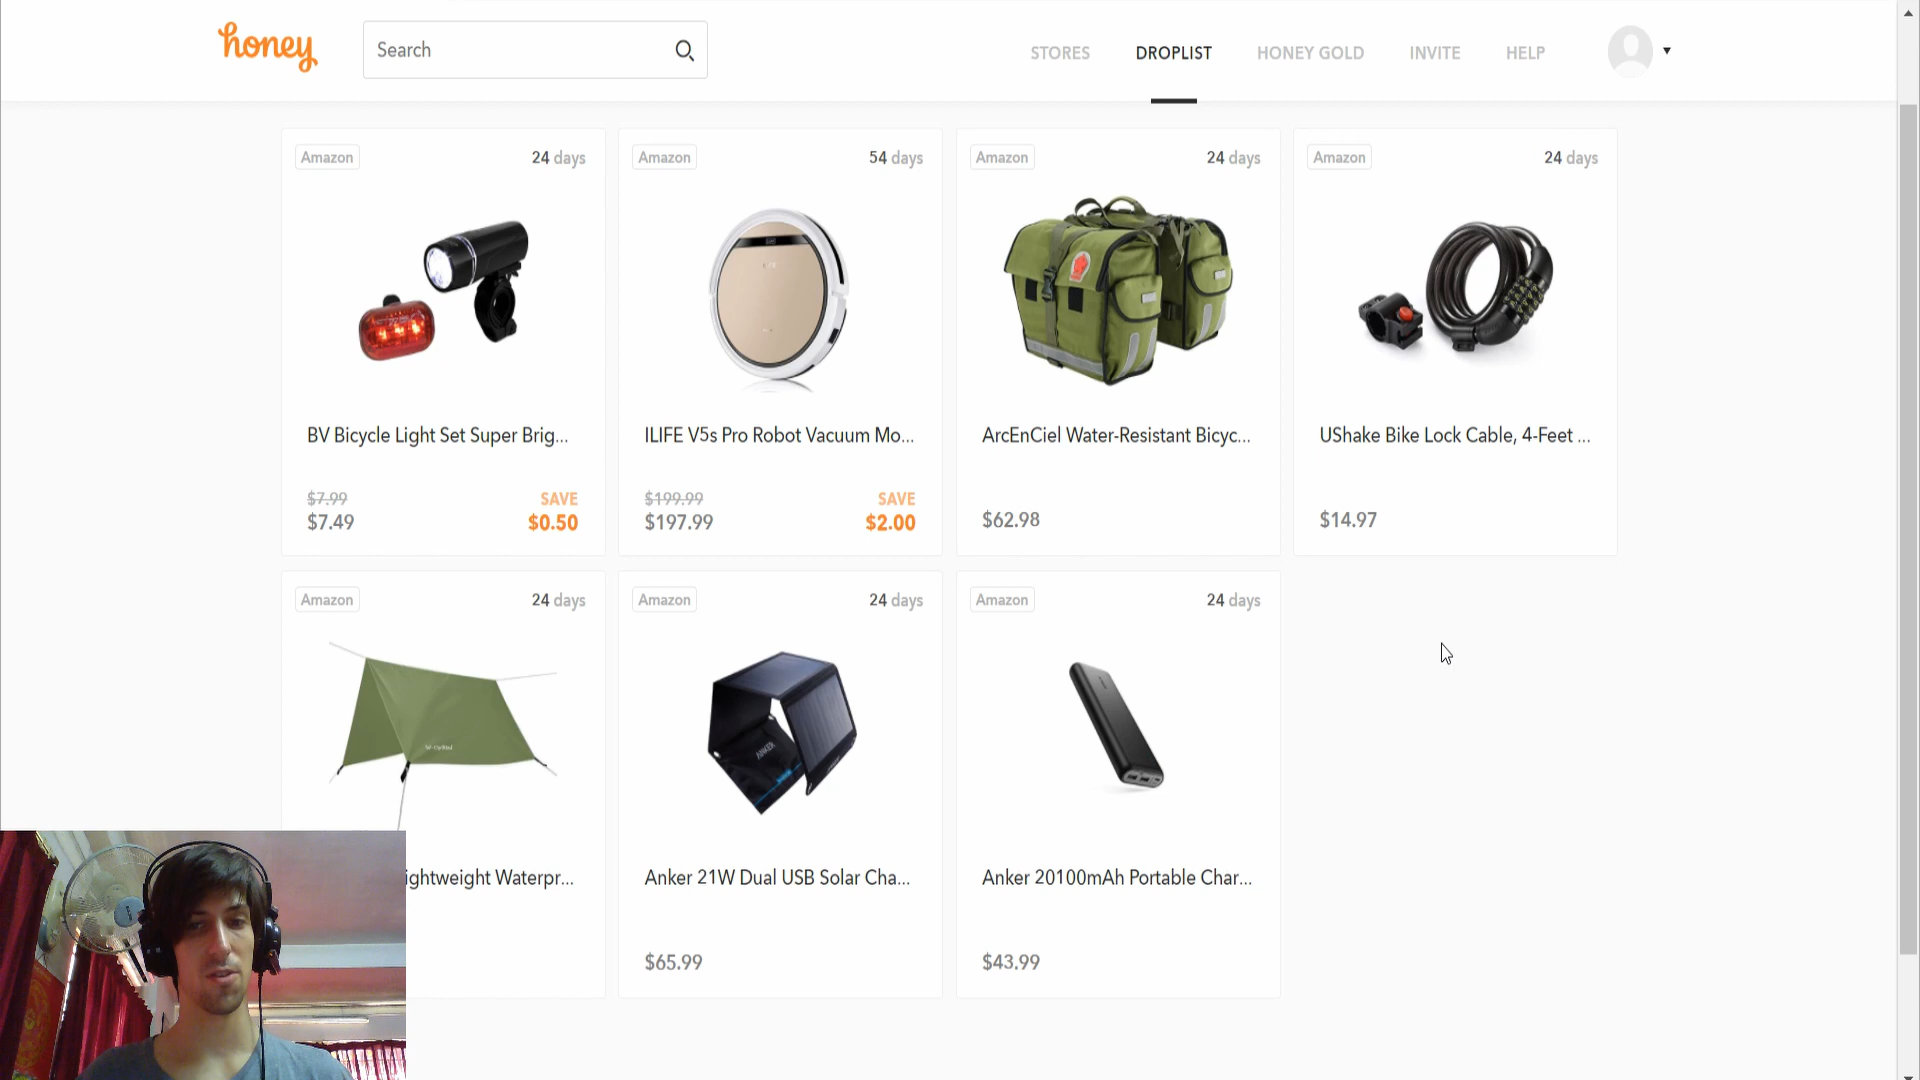 honey
Search
STORES DROPLIST HONEY GOLD INVITE HELP
Amazon 24 days
BV Bicycle Light Set Super Brig...
$7.99 SAVE
$7.49 $0.50
Amazon 54 days
ILIFE V5s Pro Robot Vacuum Mo...
$199.99 SAVE
$197.99 $2.00
Amazon 24 days
ArcEnCiel Water-Resistant Bicyc...
$62.98
Amazon 24 days
UShake Bike Lock Cable, 4-Feet ...
$14.97
Amazon 24 days
ightweight Waterpr...
Amazon 24 days
ANKER
Anker 21W Dual USB Solar Cha...
$65.99
Amazon 24 days
Anker 20100mAh Portable Char...
$43.99